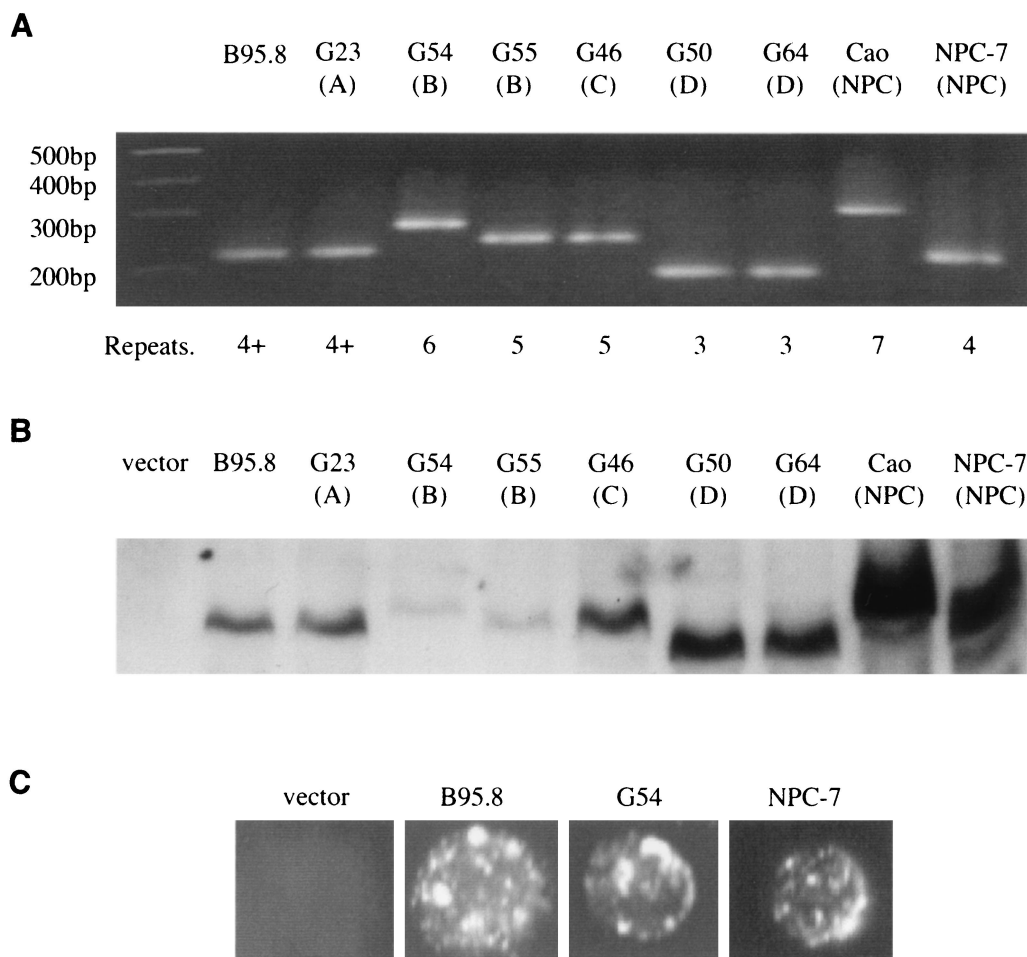 A
B95.8 G23 G54 G55 G46 G50 G64 Cao NPC-7
(A) (B) (B) (C) (D) (D) (NPC) (NPC)
500bp
400bp
300bp
200bp
Repeats. 4+ 4+ 6 5 5 3 3 7 4
B
vector B95.8 G23 G54 G55 G46 G50 G64 Cao NPC-7
(A) (B) (B) (C) (D) (D) (NPC) (NPC)
C
vector B95.8 G54 NPC-7